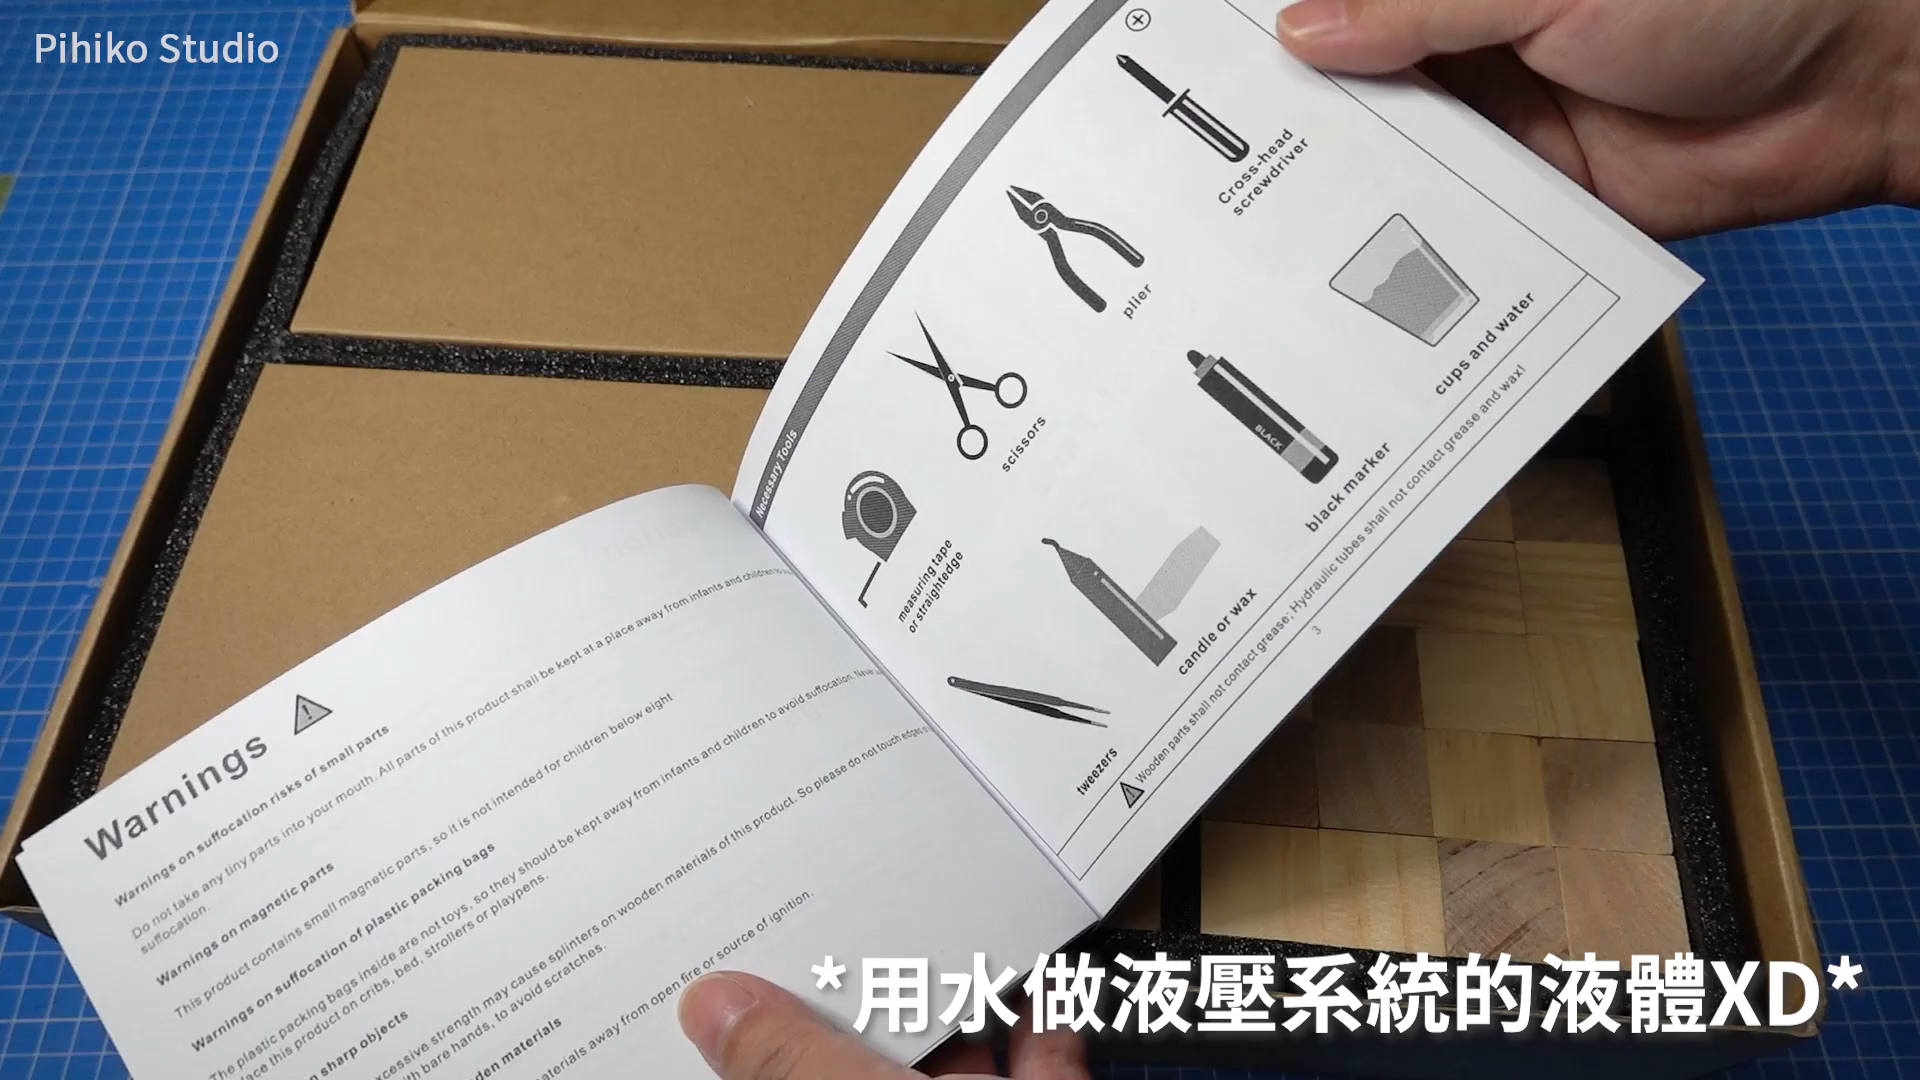 Pihiko Studio
Warnings
Warnings on suffocation risks of small parts
Do not take any tiny parts into your mouth. All parts of this product shall be kept at a place away from infants and children to
suffocation.
Warnings on magnetic parts
This product contains small magnetic parts, so it is not intended for children below eight
Warnings on suffocation of plastic packing bags
The plastic packing bags inside are not toys, so they should be kept away from infants and children to avoid suffocation. Never
this product on cribs, bed, strollers or playpens.
sharp objects
strength may cause splinters on wooden materials of this product. So please do not touch edges
bare hands, to avoid scratches.
materials
away from open fire or source of ignition.
Necessary Tools
Cross-head
screwdriver
plier
scissors
measuring tape
or straightedge
cups and water
BLACK
black marker
candle or wax
tweezers
Wooden parts shall not contact grease; Hydraulic tubes shall not contact grease and wax!
3
*用水做液壓系統的液體XD*